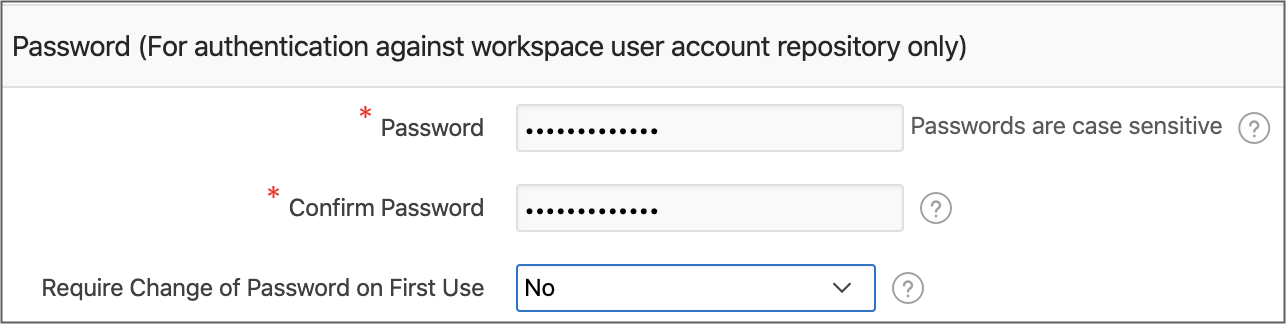 Password (For authentication against workspace user account repository only)
* Password ••••••••••••• Passwords are case sensitive ?
* Confirm Password ••••••••••••• ?
Require Change of Password on First Use No ?